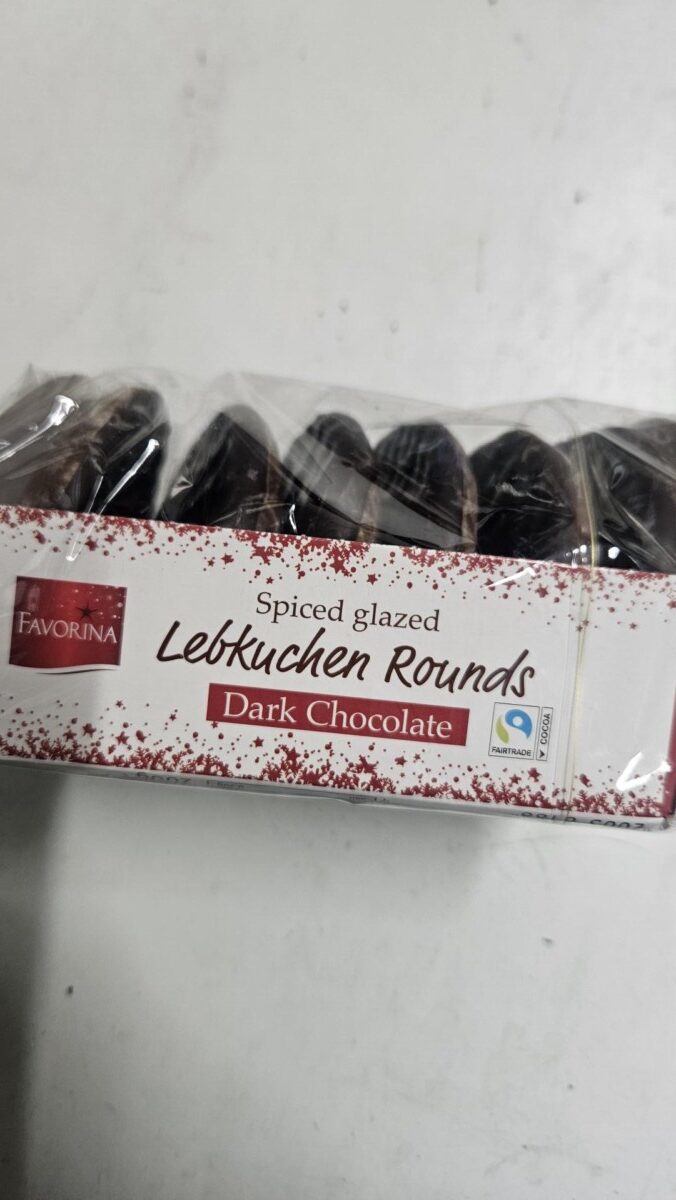 FAVORINA
Spiced glazed
Lebkuchen Rounds
Dark Chocolate
FAIRTRADE
COCOA